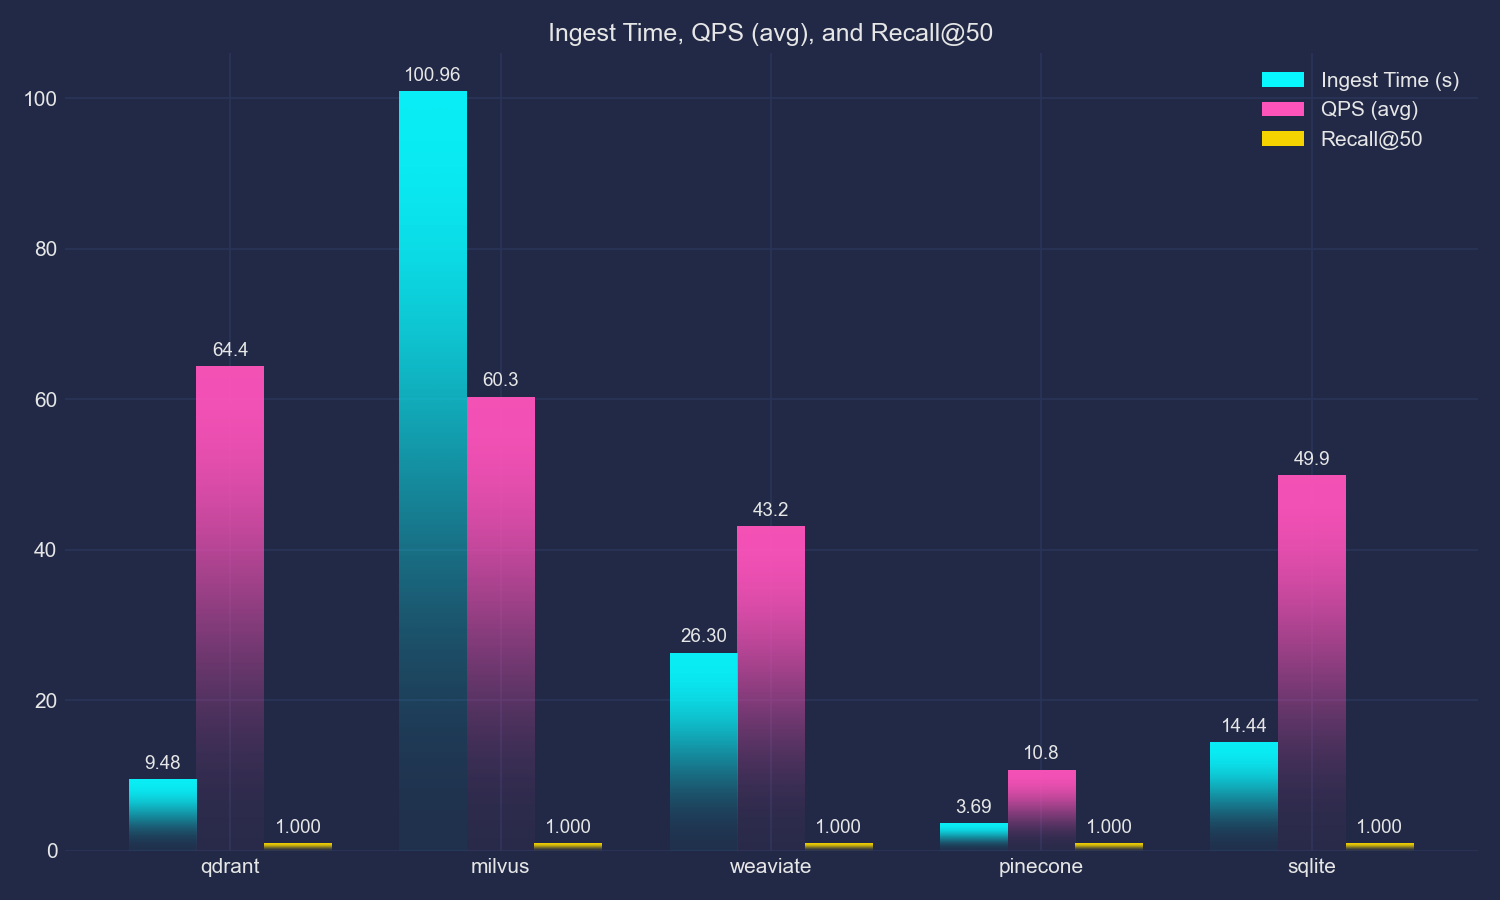 Ingest Time, QPS (avg), and Recall@50
Ingest Time (s)
QPS (avg)
Recall@50
100
80
60
40
20
0
9.48
64.4
1.000
100.96
60.3
1.000
26.30
43.2
1.000
3.69
10.8
1.000
14.44
49.9
1.000
qdrant
milvus
weaviate
pinecone
sqlite